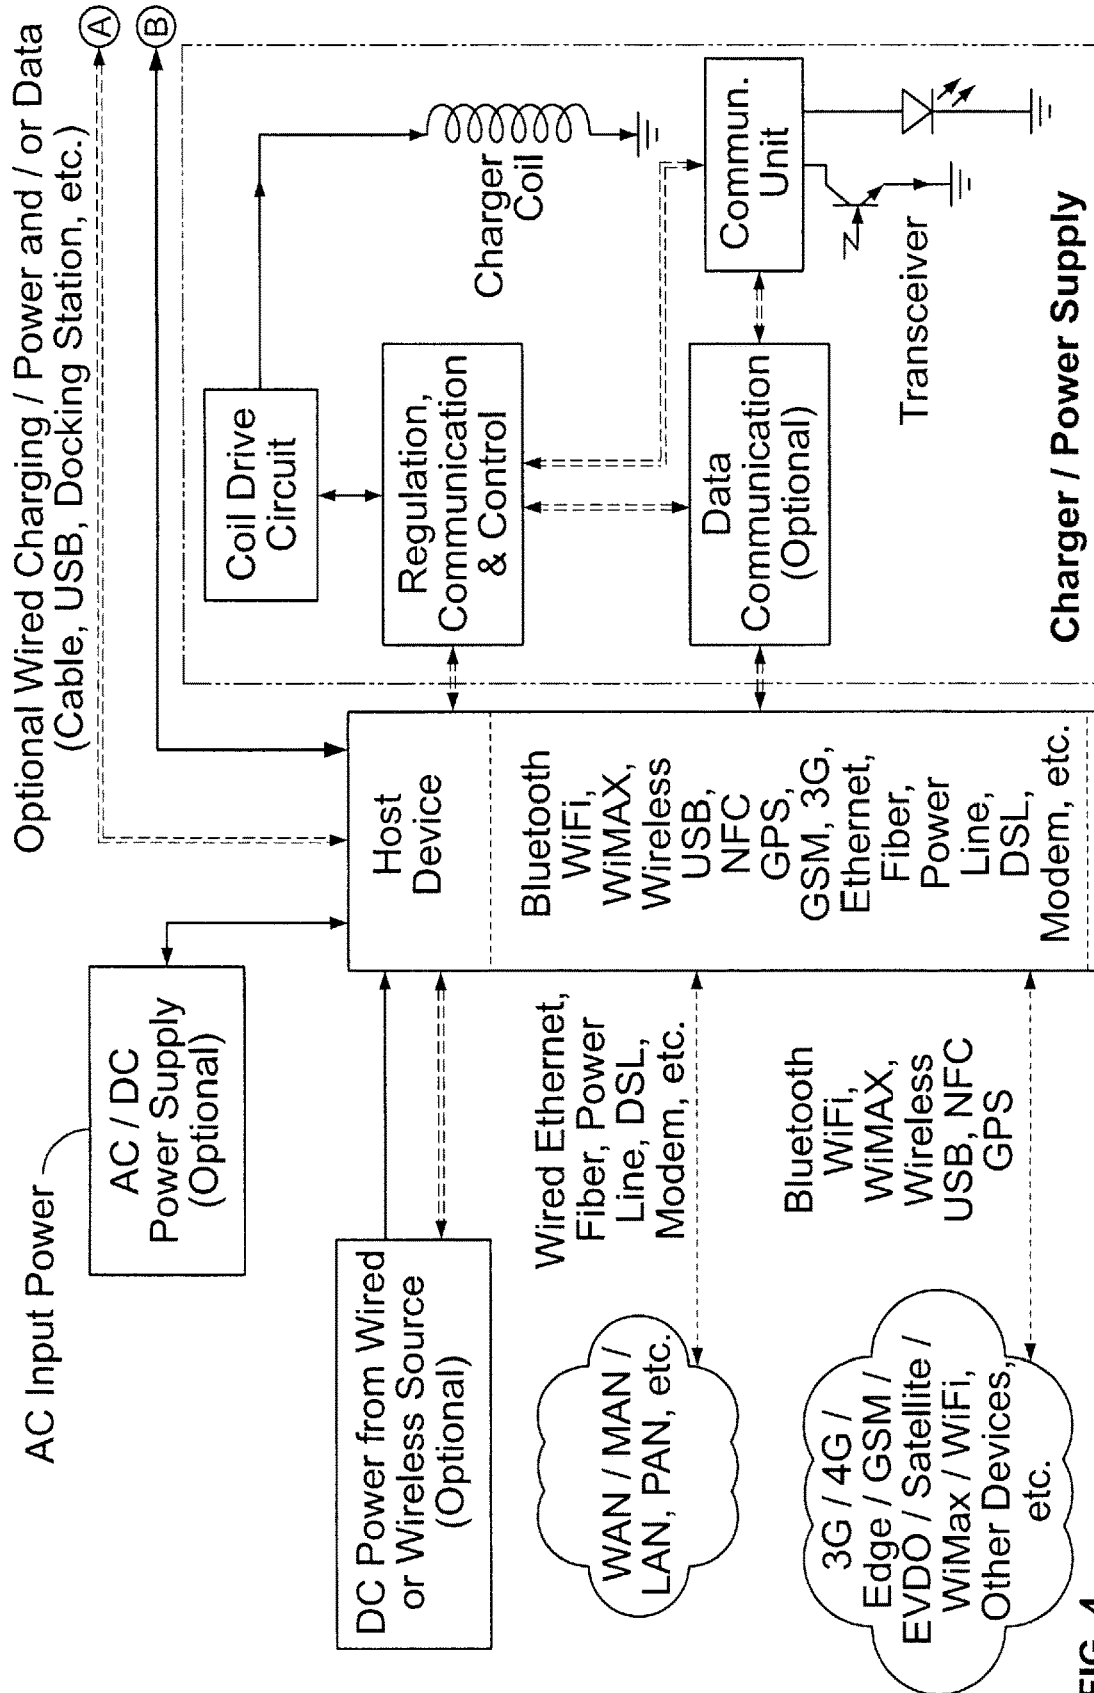 AC Input Power
AC / DC
Power Supply
(Optional)
Optional Wired Charging / Power and / or Data
(Cable, USB, Docking Station, etc.)
A
B
DC Power from Wired
or Wireless Source
(Optional)
Host
Device
Bluetooth
WiFi,
WiMAX,
Wireless
USB,
NFC
GPS,
GSM, 3G,
Ethernet,
Fiber,
Power
Line,
DSL,
Modem, etc.
Coil Drive
Circuit
Regulation,
Communication
& Control
Charger
Coil
Data
Communication
(Optional)
Commun.
Unit
Transceiver
Charger / Power Supply
WAN / MAN /
LAN, PAN, etc.
Wired Ethernet,
Fiber, Power
Line, DSL,
Modem, etc.
3G / 4G /
Edge / GSM /
EVDO / Satellite /
WiMax / WiFi,
Other Devices,
etc.
Bluetooth
WiFi,
WiMAX,
Wireless
USB, NFC
GPS
FIG. 4